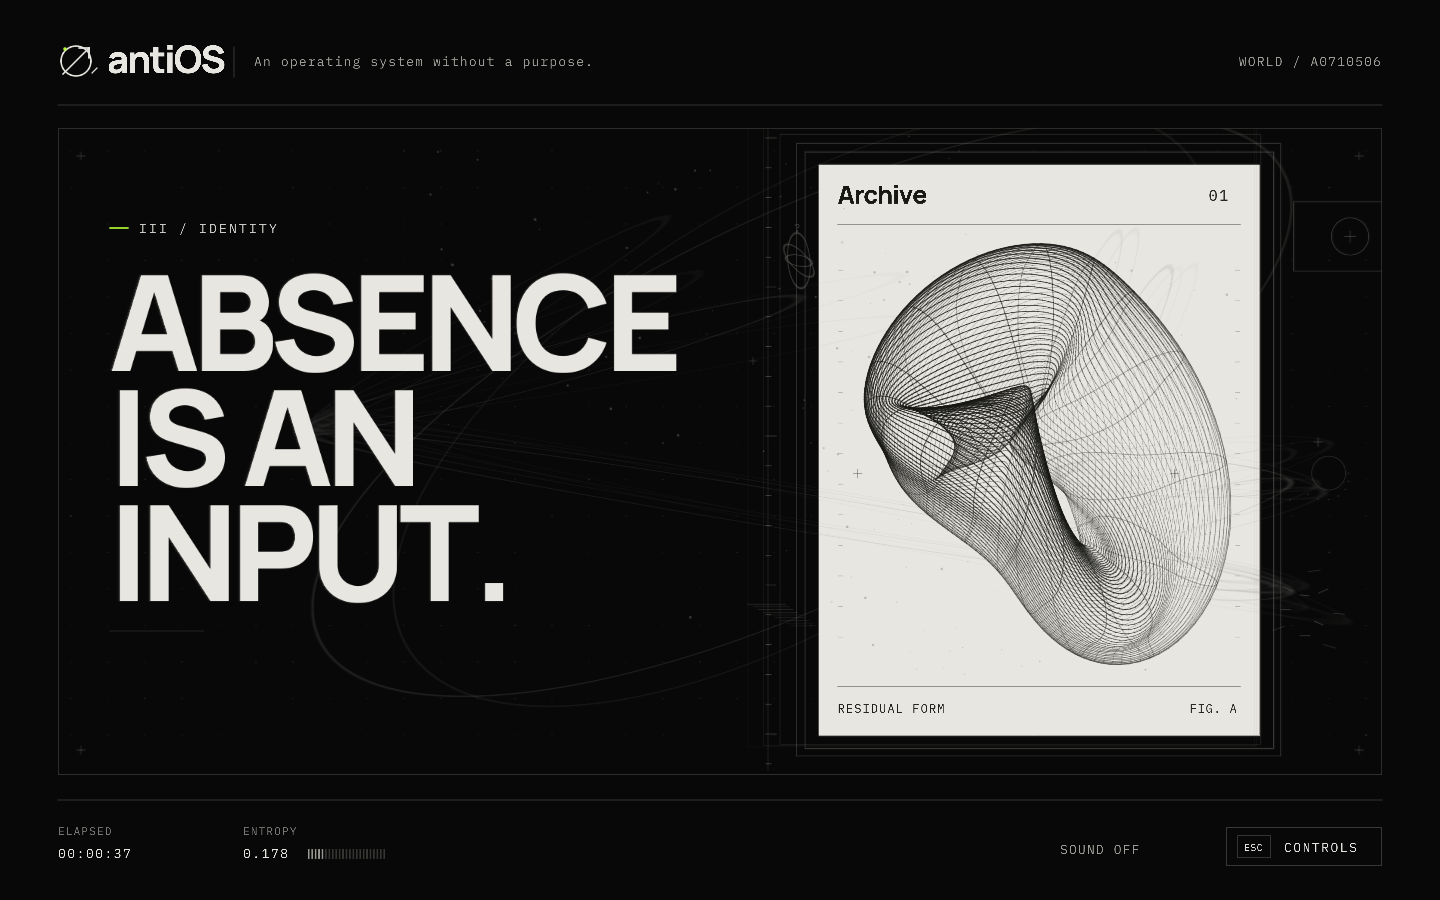 antiOS
An operating system without a purpose.
WORLD / A0710506
III / IDENTITY
ABSENCE
IS AN
INPUT.
Archive
01
RESIDUAL FORM
FIG. A
ELAPSED
00:00:37
ENTROPY
0.178
SOUND OFF
ESC
CONTROLS